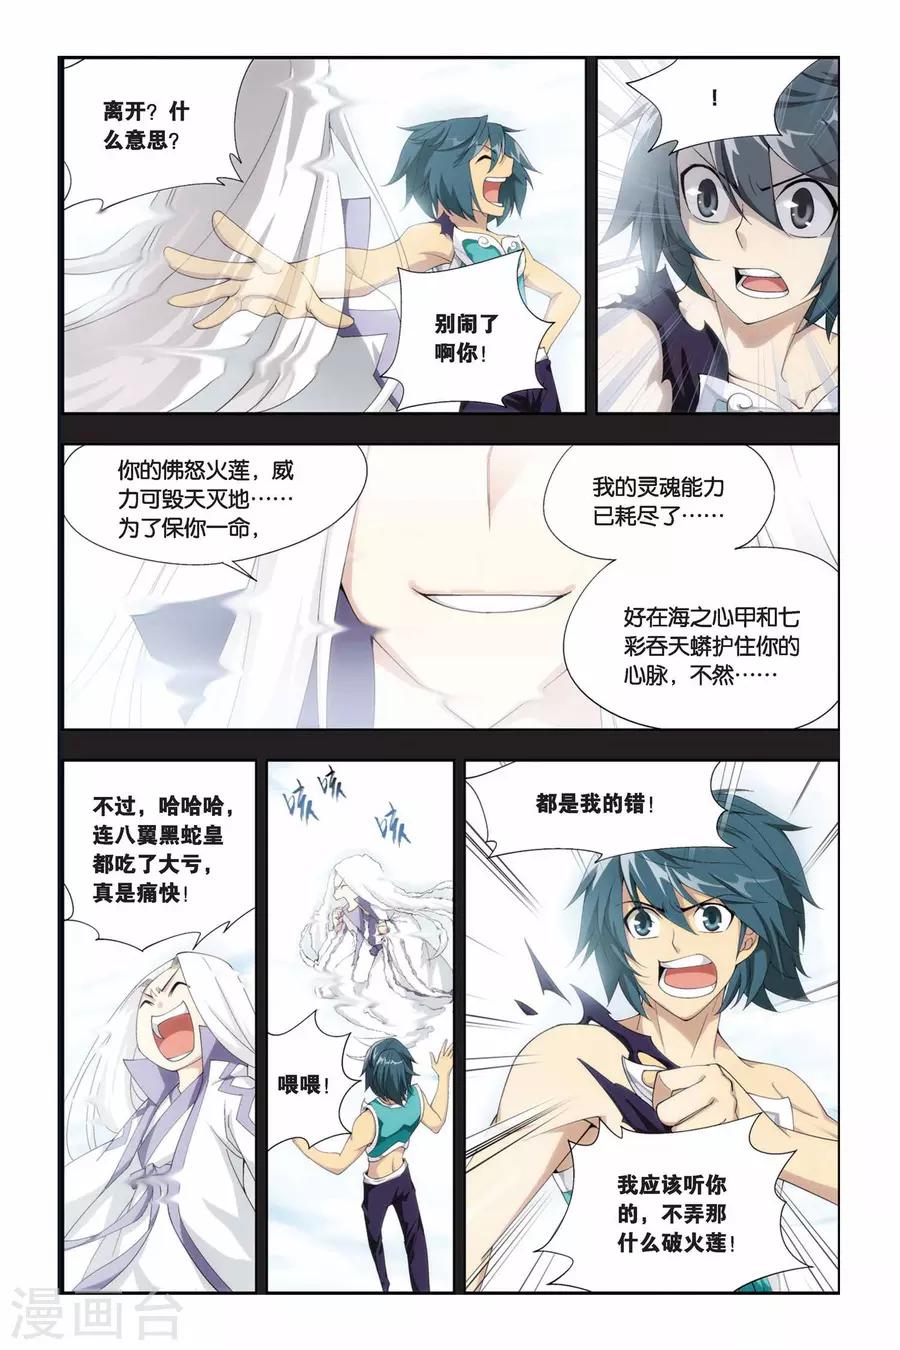 离开？什
么意思？
别闹了
啊你！
！
你的佛怒火莲，威
力可毁天灭地……
为了保你一命，
我的灵魂能力
已耗尽了……
好在海之心甲和七
彩吞天蟒护住你的
心脉，不然……
不过，哈哈哈，
连八翼黑蛇皇
都吃了大亏，
真是痛快！
咳
咳
咳
喂喂！
都是我的错！
我应该听你
的，不弄那
什么破火莲！
漫画台